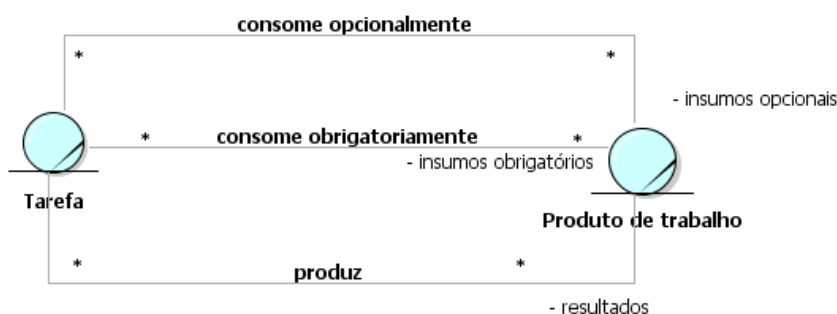 consome opcionalmente
* *
- insumos opcionais
* consome obrigatoriamente *
- insumos obrigatórios
Tarefa
Produto de trabalho
* *
produz
- resultados